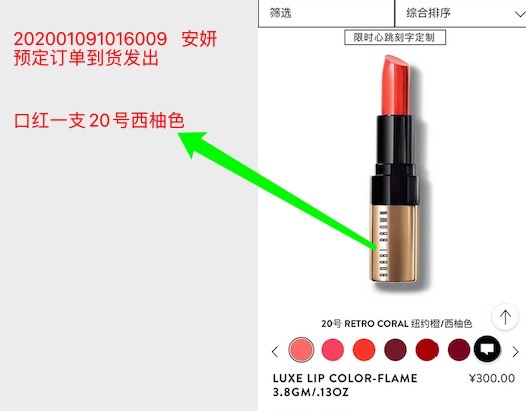 202001091016009 安妍
预定订单到货发出
口红一支20号西柚色
筛选
综合排序
限时心跳刻字定制
BOBBI BROWN
20号 RETRO CORAL 纽约橙/西柚色
LUXE LIP COLOR-FLAME
3.8GM/.13OZ
¥300.00